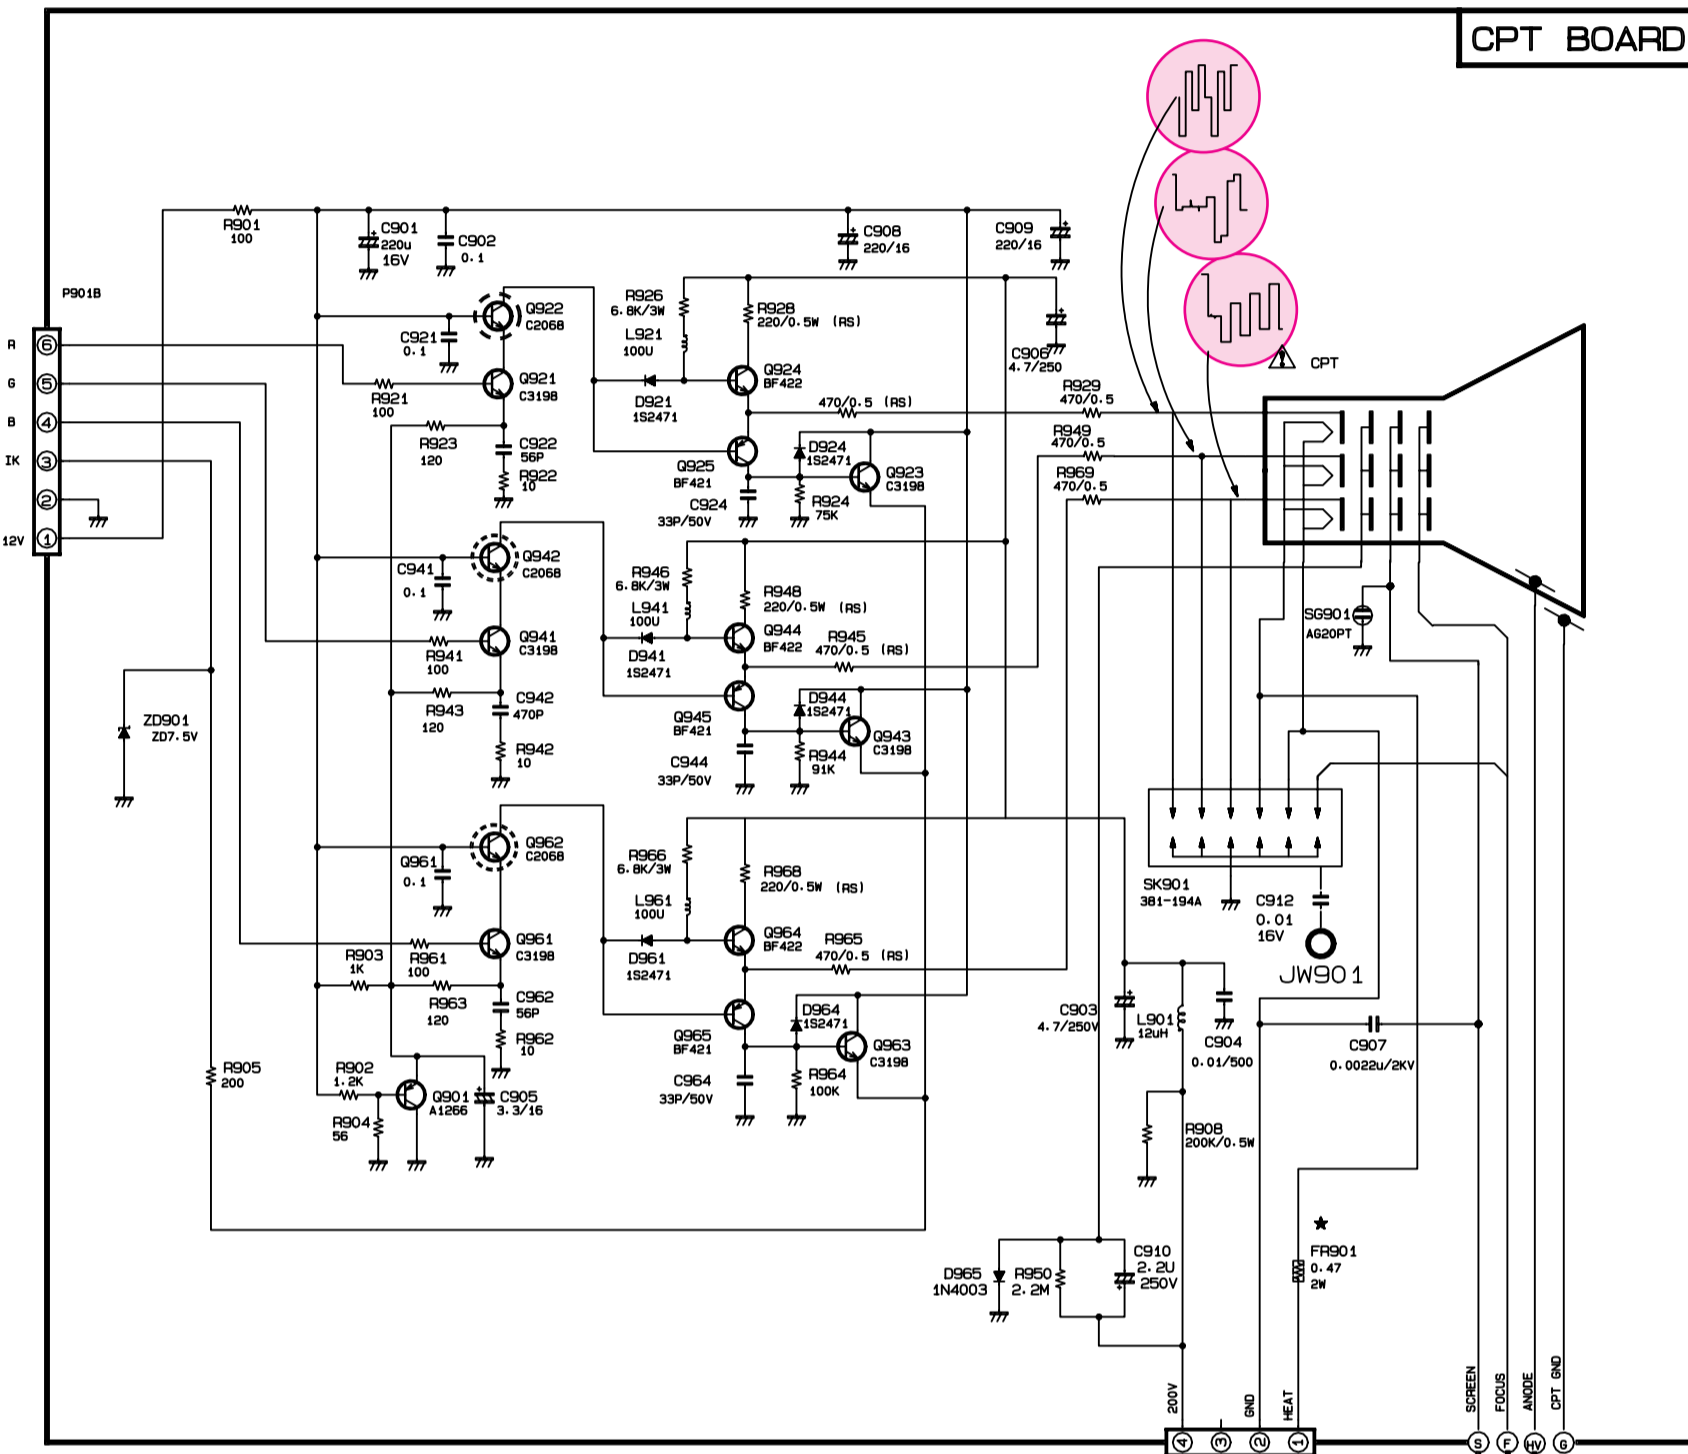 CPT BOARD
P901B
R
G
B
IK
12V
6
5
4
3
2
1
R901
100
C901
220u
16V
C902
0.1
C908
220/16
C909
220/16
Q922
C2068
C921
0.1
R926
6.8K/3W
L921
100U
R928
220/0.5W (RS)
C906
4.7/250
CPT
Q921
C3198
R921
100
D921
1S2471
Q924
BF422
470/0.5 (RS)
R929
470/0.5
R923
120
C922
56P
R922
10
Q925
BF421
C924
33P/50V
D924
1S2471
R924
75K
Q923
C3198
R949
470/0.5
R969
470/0.5
Q942
C2068
C941
0.1
R946
6.8K/3W
L941
100U
R948
220/0.5W (RS)
Q941
C3198
R941
100
D941
1S2471
Q944
BF422
R945
470/0.5 (RS)
SG901
AG20PT
R943
120
C942
470P
R942
10
Q945
BF421
C944
33P/50V
D944
1S2471
R944
91K
Q943
C3198
ZD901
ZD7.5V
Q962
C2068
Q961
0.1
R966
6.8K/3W
L961
100U
R968
220/0.5W (RS)
SK901
381-194A
C912
0.01
16V
JW901
R903
1K
R961
100
Q961
C3198
D961
1S2471
Q964
BF422
R965
470/0.5 (RS)
R963
120
C962
56P
R962
10
Q965
BF421
C964
33P/50V
D964
1S2471
R964
100K
Q963
C3198
C903
4.7/250V
L901
12uH
C904
0.01/500
C907
0.0022u/2KV
R905
200
R902
1.2K
R904
56
Q901
A1266
C905
3.3/16
R908
200K/0.5W
D965
1N4003
R950
2.2M
C910
2.2U
250V
FR901
0.47
2W
200V
GND
HEAT
SCREEN
FOCUS
ANODE
CPT GND
4
3
2
1
S
F
HV
G